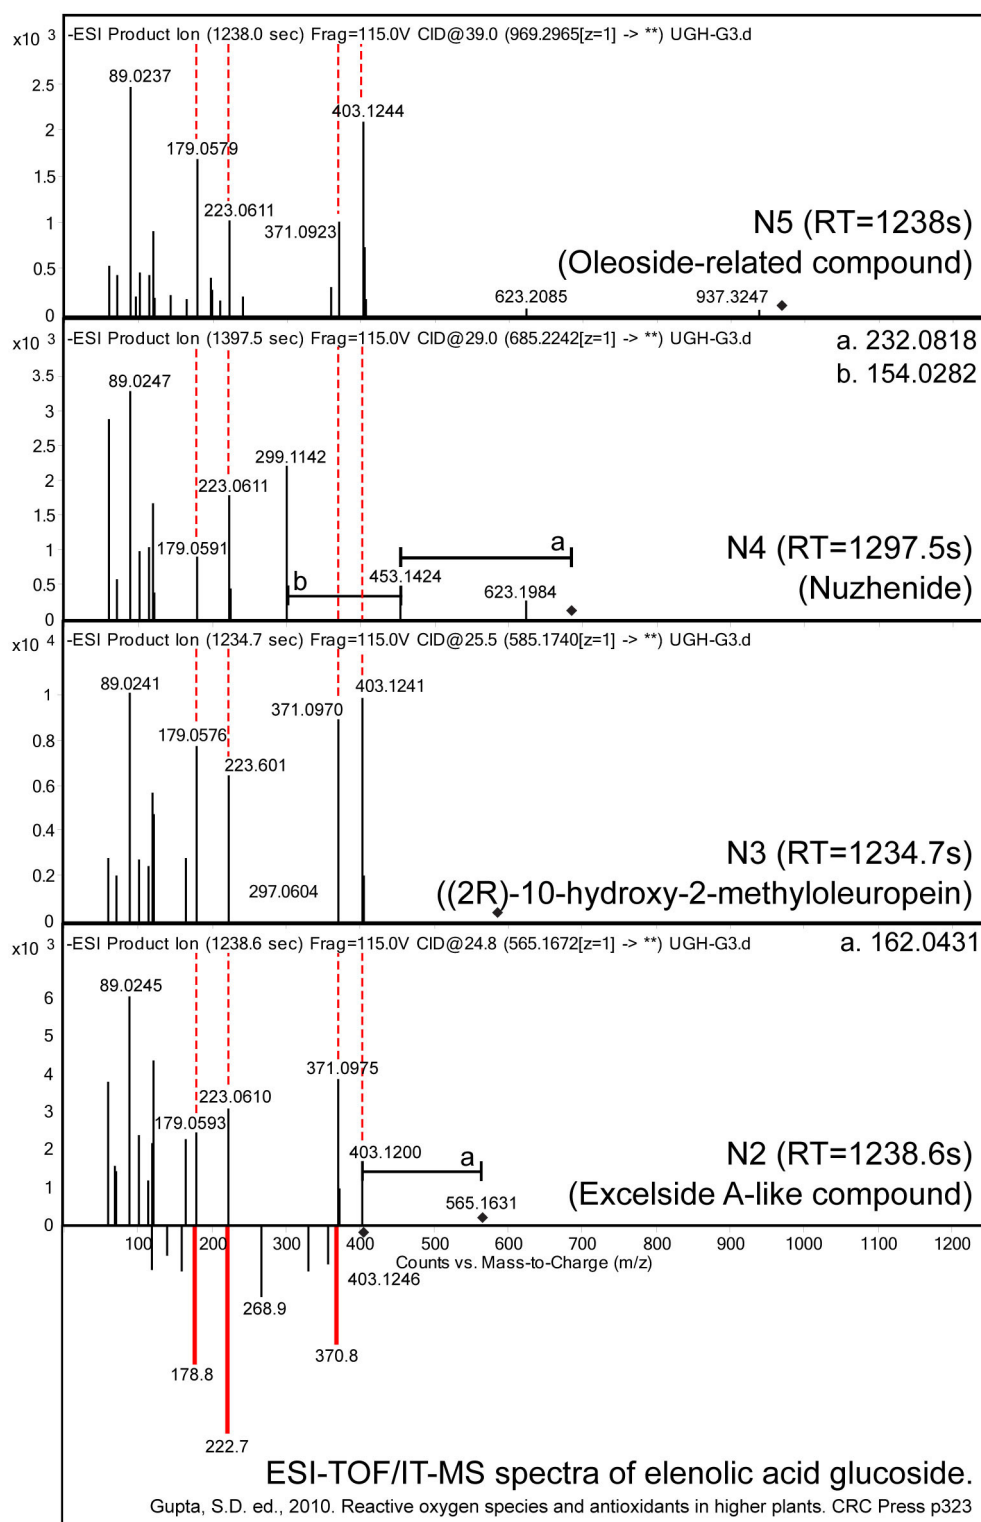 x10 3
-ESI Product Ion (1238.0 sec) Frag=115.0V CID@39.0 (969.2965[z=1] -> **) UGH-G3.d
89.0237
2.5
403.1244
2
179.0579
1.5
223.0611
371.0923
1
N5 (RT=1238s)
(Oleoside-related compound)
0.5
623.2085
937.3247
0
x10 3
-ESI Product Ion (1397.5 sec) Frag=115.0V CID@29.0 (685.2242[z=1] -> **) UGH-G3.d
a. 232.0818
b. 154.0282
3.5
89.0247
3
2.5
299.1142
223.0611
2
1.5
179.0591
a
N4 (RT=1297.5s)
1
b
453.1424
623.1984
(Nuzhenide)
0.5
0
x10 4
-ESI Product Ion (1234.7 sec) Frag=115.0V CID@25.5 (585.1740[z=1] -> **) UGH-G3.d
89.0241
403.1241
1
371.0970
179.0576
0.8
223.601
0.6
0.4
N3 (RT=1234.7s)
297.0604
((2R)-10-hydroxy-2-methyloleuropein)
0.2
0
x10 3
-ESI Product Ion (1238.6 sec) Frag=115.0V CID@24.8 (565.1672[z=1] -> **) UGH-G3.d
a. 162.0431
89.0245
6
5
371.0975
4
223.0610
3
179.0593
2
403.1200
a
N2 (RT=1238.6s)
1
565.1631
(Excelside A-like compound)
0
100 200 300 400 500 600 700 800 900 1000 1100 1200
Counts vs. Mass-to-Charge (m/z)
403.1246
268.9
370.8
178.8
222.7
ESI-TOF/IT-MS spectra of elenolic acid glucoside.
Gupta, S.D. ed., 2010. Reactive oxygen species and antioxidants in higher plants. CRC Press p323